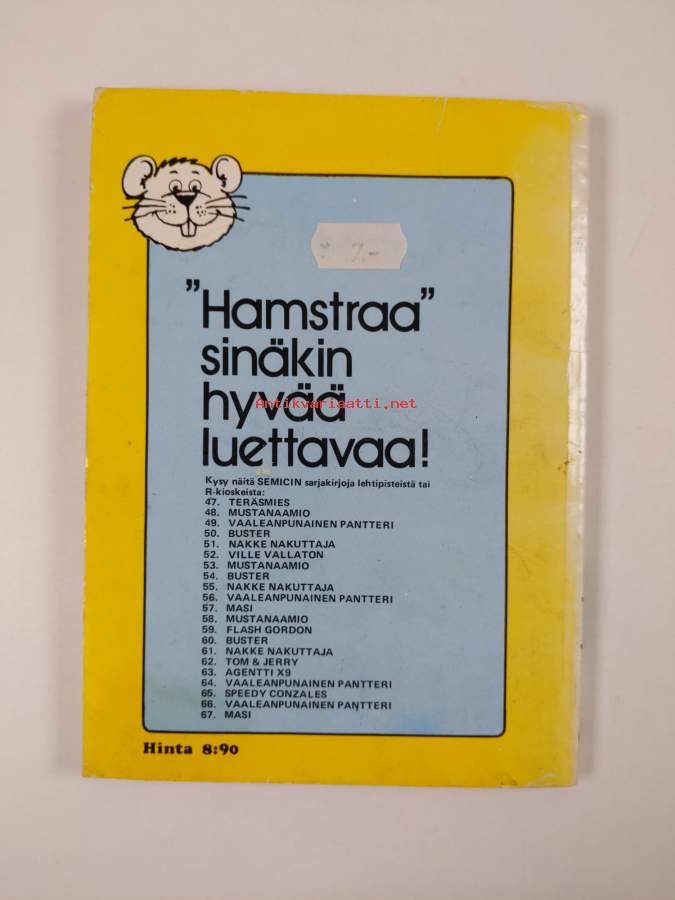 7.-
"Hamstraa"
sinäkin
hyvää
Antikvariaatti.net
luettavaa!
Kysy näitä SEMICIN sarjakirjoja lehtipisteistä tai
R-kioskeista:
47. TERÄSMIES
48. MUSTANAAMIO
49. VAALEANPUNAINEN PANTTERI
50. BUSTER
51. NAKKE NAKUTTAJA
52. VILLE VALLATON
53. MUSTANAAMIO
54. BUSTER
55. NAKKE NAKUTTAJA
56. VAALEANPUNAINEN PANTTERI
57. MASI
58. MUSTANAAMIO
59. FLASH GORDON
60. BUSTER
61. NAKKE NAKUTTAJA
62. TOM & JERRY
63. AGENTTI X9
64. VAALEANPUNAINEN PANTTERI
65. SPEEDY CONZALES
66. VAALEANPUNAINEN PANTTERI
67. MASI
Hinta 8:90